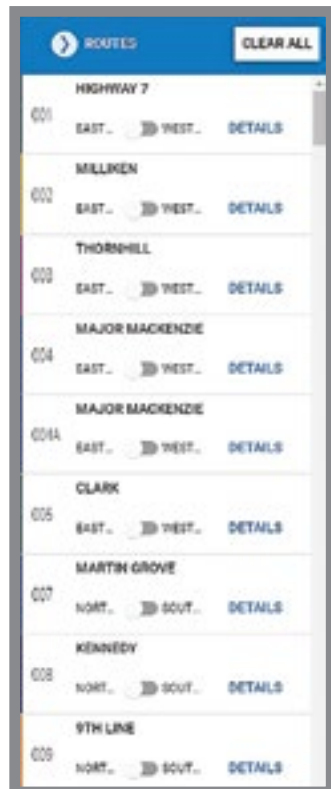 ROUTES CLEAR ALL
HIGHWAY 7
001 EAST... WEST... DETAILS
MILLIKEN
002 EAST... WEST... DETAILS
THORNHILL
003 EAST... WEST... DETAILS
MAJOR MACKENZIE
004 EAST... WEST... DETAILS
MAJOR MACKENZIE
004A EAST... WEST... DETAILS
CLARK
005 EAST... WEST... DETAILS
MARTIN GROVE
007 NORT... SOUT... DETAILS
KENNEDY
008 NORT... SOUT... DETAILS
9TH LINE
009 NORT... SOUT... DETAILS